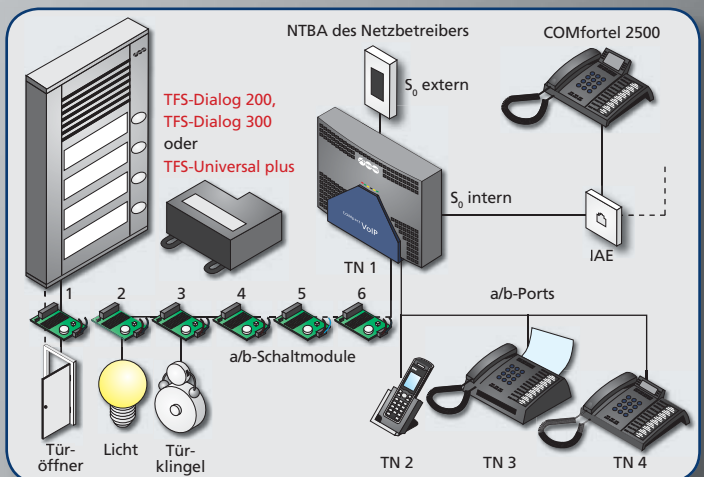 NTBA des Netzbetreibers
COMfortel 2500
TFS-Dialog 200,
TFS-Dialog 300
oder
TFS-Universal plus
S₀ extern
S₀ intern
COMpact VoIP
TN 1
IAE
1 2 3 4 5 6
a/b-Ports
a/b-Schaltmodule
Tür-
öffner
Licht
Tür-
klingel
TN 2
TN 3
TN 4